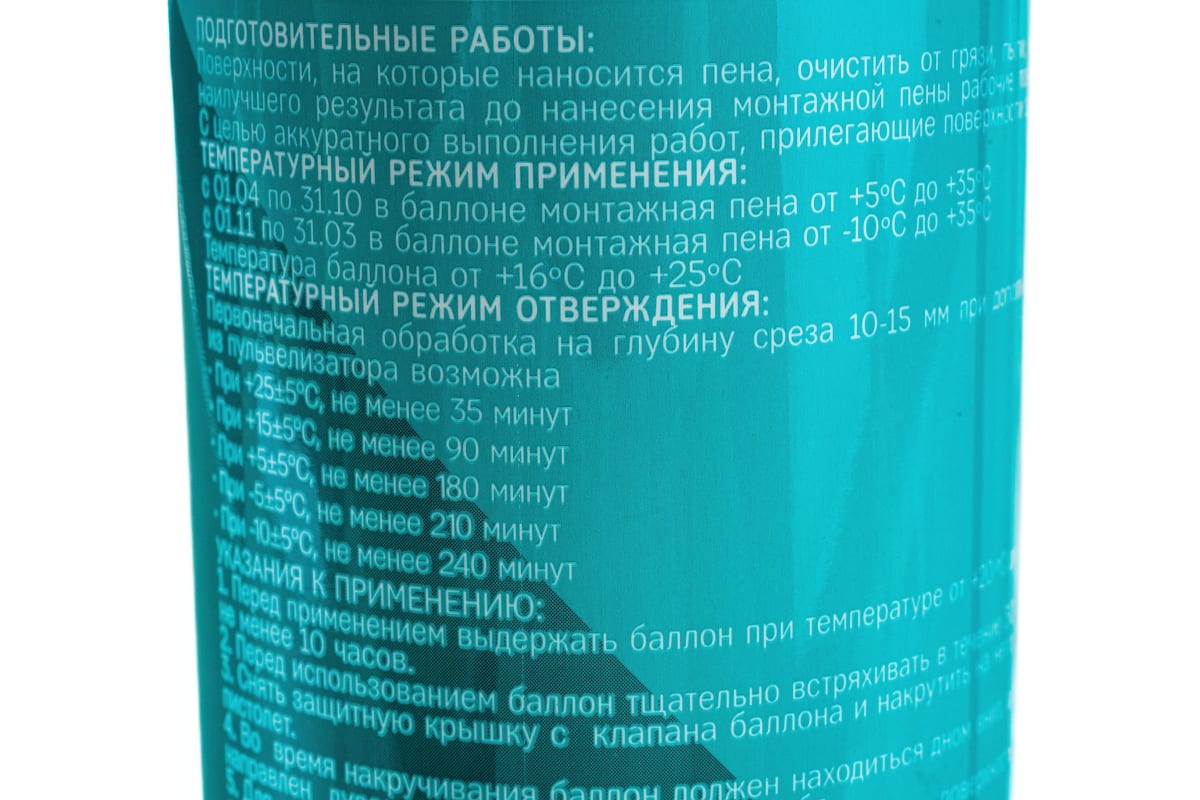 ПОДГОТОВИТЕЛЬНЫЕ РАБОТЫ:
Поверхности, на которые наносится пена, очистить от грязи,
наилучшего результата до нанесения монтажной пены рабочие
С целью аккуратного выполнения работ, прилегающие поверхности
ТЕМПЕРАТУРНЫЙ РЕЖИМ ПРИМЕНЕНИЯ:
с 01.04 по 31.10 в баллоне монтажная пена от +5°C до +35°C
с 01.11 по 31.03 в баллоне монтажная пена от -10°C до +35°C
Температура баллона от +16°C до +25°C
ТЕМПЕРАТУРНЫЙ РЕЖИМ ОТВЕРЖДЕНИЯ:
Первоначальная обработка на глубину среза 10-15 мм при
из пульвелизатора возможна
• При +25±5°C, не менее 35 минут
• При +15±5°C, не менее 90 минут
• При +5±5°C, не менее 180 минут
• При -5±5°C, не менее 210 минут
• При -10±5°C, не менее 240 минут
УКАЗАНИЯ К ПРИМЕНЕНИЮ:
1. Перед применением выдержать баллон при температуре от +20°C
не менее 10 часов.
2. Перед использованием баллон тщательно встряхивать в течение
3. Снять защитную крышку с клапана баллона и накрутить на
пистолет.
4. Во время накручивания баллон должен находиться дном
направлен
5.